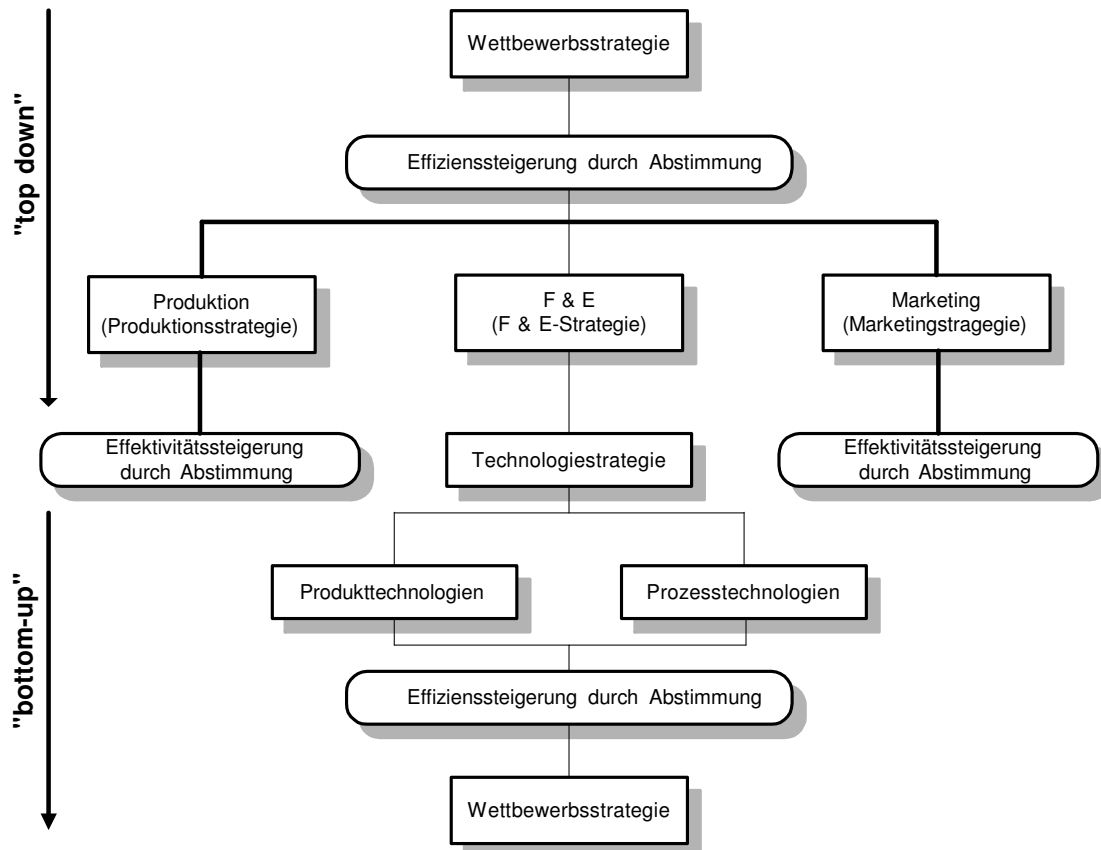 Wettbewerbsstrategie
"top down"
Effizienssteigerung durch Abstimmung
Produktion
(Produktionsstrategie)
F & E
(F & E-Strategie)
Marketing
(Marketingstragegie)
Effektivitätssteigerung
durch Abstimmung
Technologiestrategie
Effektivitätssteigerung
durch Abstimmung
"bottom-up"
Produkttechnologien
Prozesstechnologien
Effizienssteigerung durch Abstimmung
Wettbewerbsstrategie